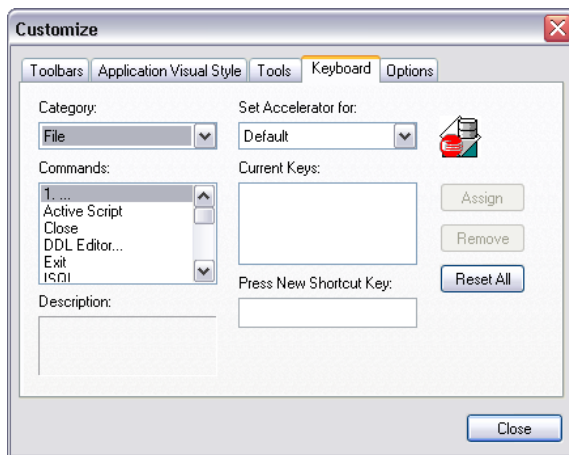 Customize
Toolbars Application Visual Style Tools Keyboard Options
Category: Set Accelerator for:
File Default
Commands: Current Keys:
1. ...
Active Script Assign
Close
DDL Editor...
Exit Remove
ISQL
Press New Shortcut Key: Reset All
Description:
Close